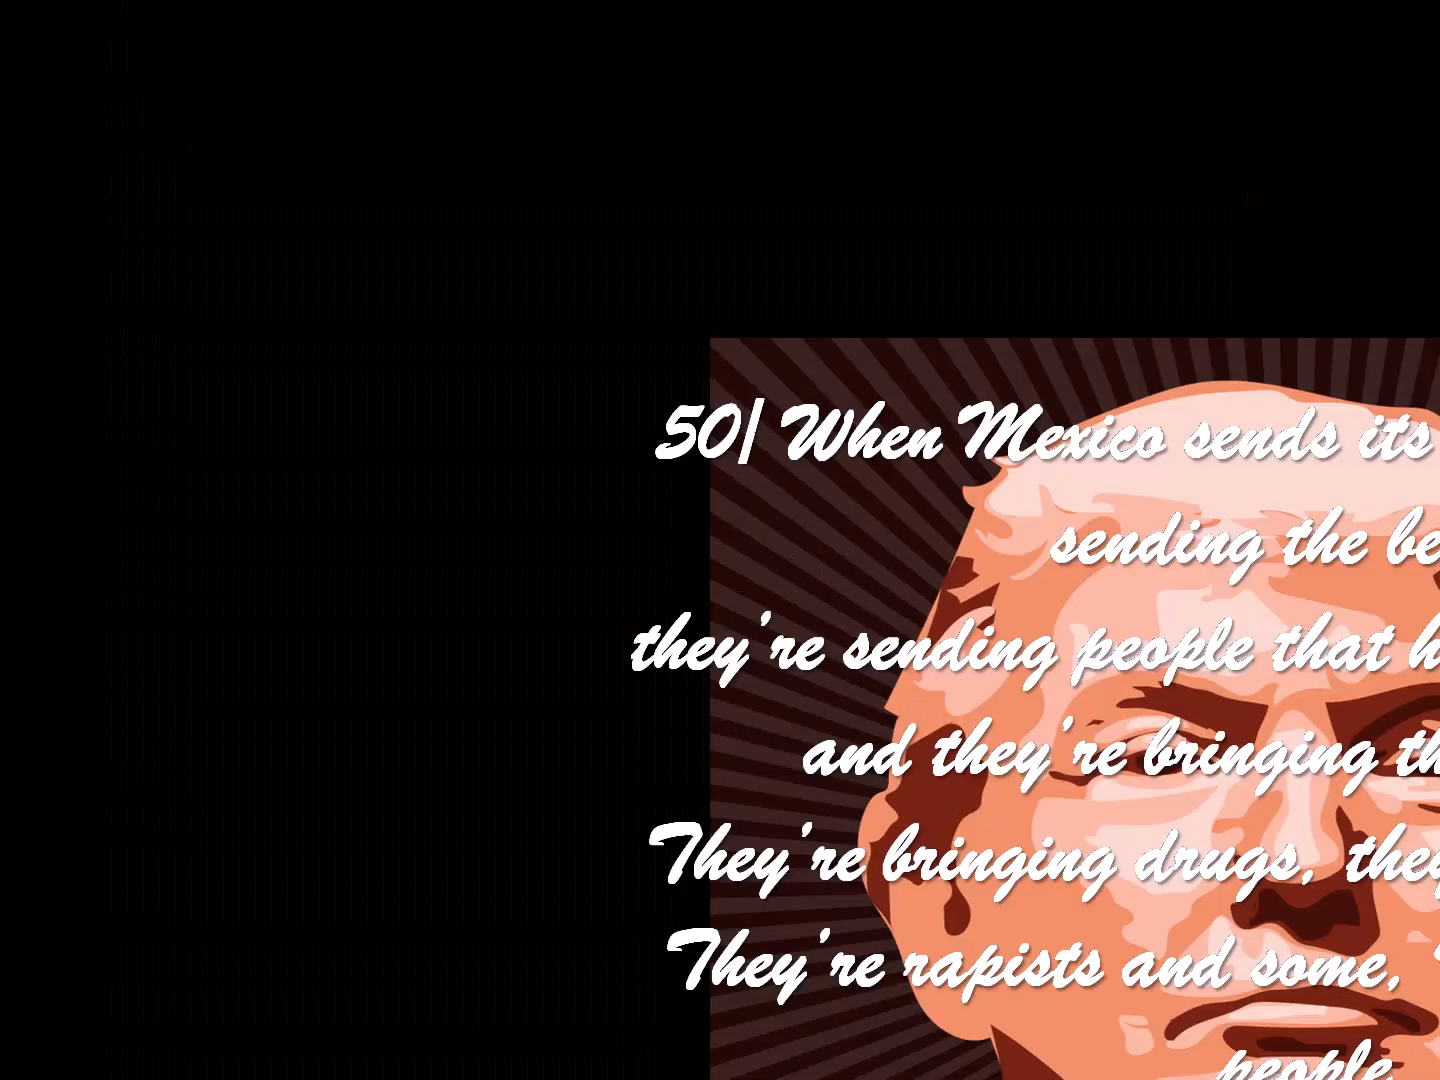 50/ When Mexico sends its
sending the be
they're sending people that h
and they're bringing th
They're bringing drugs, they
They're rapists and some,
people